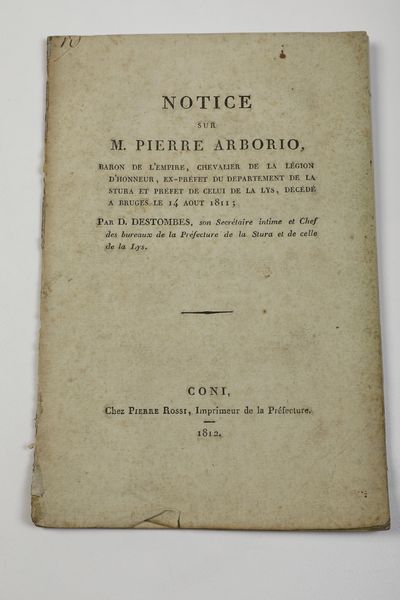 NOTICE
SUR
M. PIERRE ARBORIO,
BARON DE L'EMPIRE, CHEVALIER DE LA LÉGION
D'HONNEUR, EX-PRÉFET DU DÉPARTEMENT DE LA
STURA ET PRÉFET DE CELUI DE LA LYS, DÉCÉDÉ
A BRUGES LE 14 AOUT 1811;
PAR D. DESTOMBES, son Secrétaire intime et Chef
des bureaux de la Préfecture de la Stura et de celle
de la Lys.
CONI,
Chez PIERRE ROSSI, Imprimeur de la Préfecture.
1812.